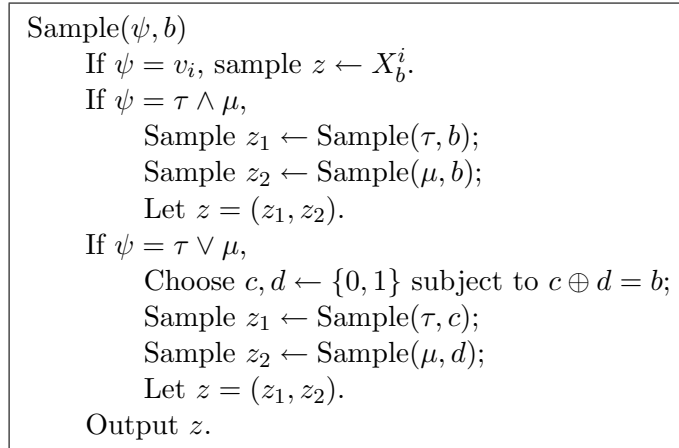 Sample(ψ, b)
If ψ = v_i, sample z ← X_b^i.
If ψ = τ ∧ μ,
Sample z_1 ← Sample(τ, b);
Sample z_2 ← Sample(μ, b);
Let z = (z_1, z_2).
If ψ = τ ∨ μ,
Choose c, d ← {0, 1} subject to c ⊕ d = b;
Sample z_1 ← Sample(τ, c);
Sample z_2 ← Sample(μ, d);
Let z = (z_1, z_2).
Output z.